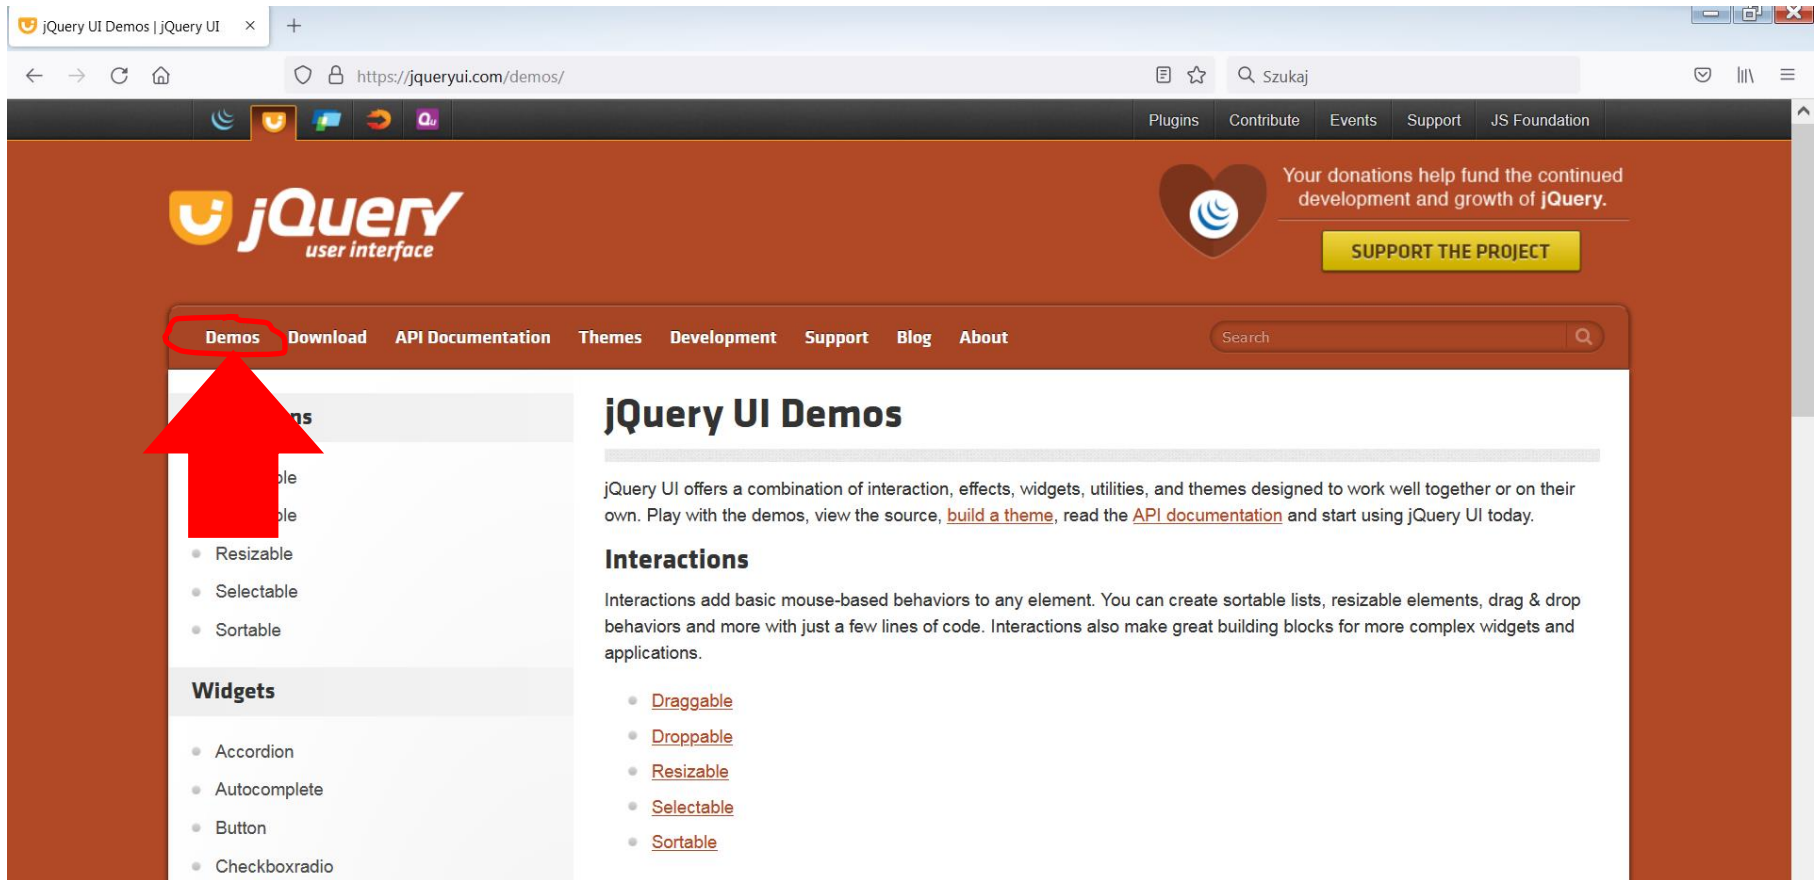 jQuery UI Demos | jQuery UI
https://jqueryui.com/demos/
Szukaj
Plugins Contribute Events Support JS Foundation
jQuery
user interface
Your donations help fund the continued
development and growth of jQuery.
SUPPORT THE PROJECT
Demos Download API Documentation Themes Development Support Blog About
Search
Resizable
Selectable
Sortable
Widgets
Accordion
Autocomplete
Button
Checkboxradio
jQuery UI Demos
jQuery UI offers a combination of interaction, effects, widgets, utilities, and themes designed to work well together or on their
own. Play with the demos, view the source, build a theme, read the API documentation and start using jQuery UI today.
Interactions
Interactions add basic mouse-based behaviors to any element. You can create sortable lists, resizable elements, drag & drop
behaviors and more with just a few lines of code. Interactions also make great building blocks for more complex widgets and
applications.
Draggable
Droppable
Resizable
Selectable
Sortable